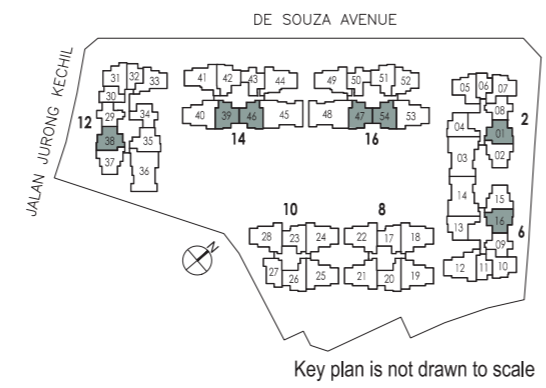 DE SOUZA AVENUE
JALAN JURONG KECHIL
31 32 33
30
29 34
12
38 35
37 36
41 42 43 44
40 39 46 45
14
49 50 51 52
48 47 54 53
16
05 06 07
08
04 01 2
03 02
14 15
16
13 6
09
12 11 10
10
28 23 24
27 26 25
8
22 17 18
21 20 19
N
Key plan is not drawn to scale